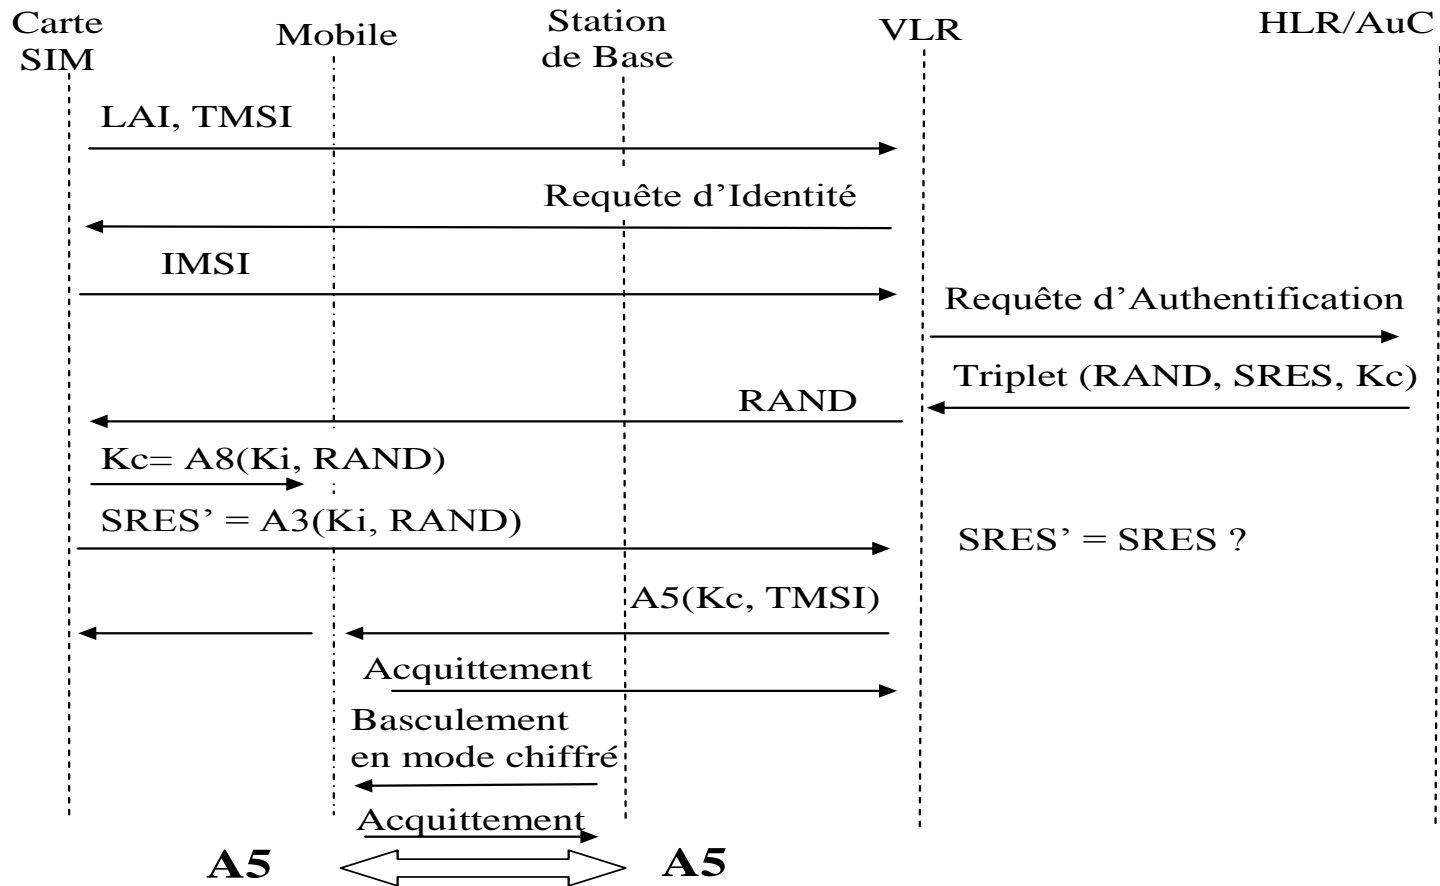 Carte
SIM
Mobile
Station
de Base
VLR
HLR/AuC
LAI, TMSI
Requête d’Identité
IMSI
Requête d’Authentification
Triplet (RAND, SRES, Kc)
RAND
Kc= A8(Ki, RAND)
SRES’ = A3(Ki, RAND)
SRES’ = SRES ?
A5(Kc, TMSI)
Acquittement
Basculement
en mode chiffré
Acquittement
A5
A5